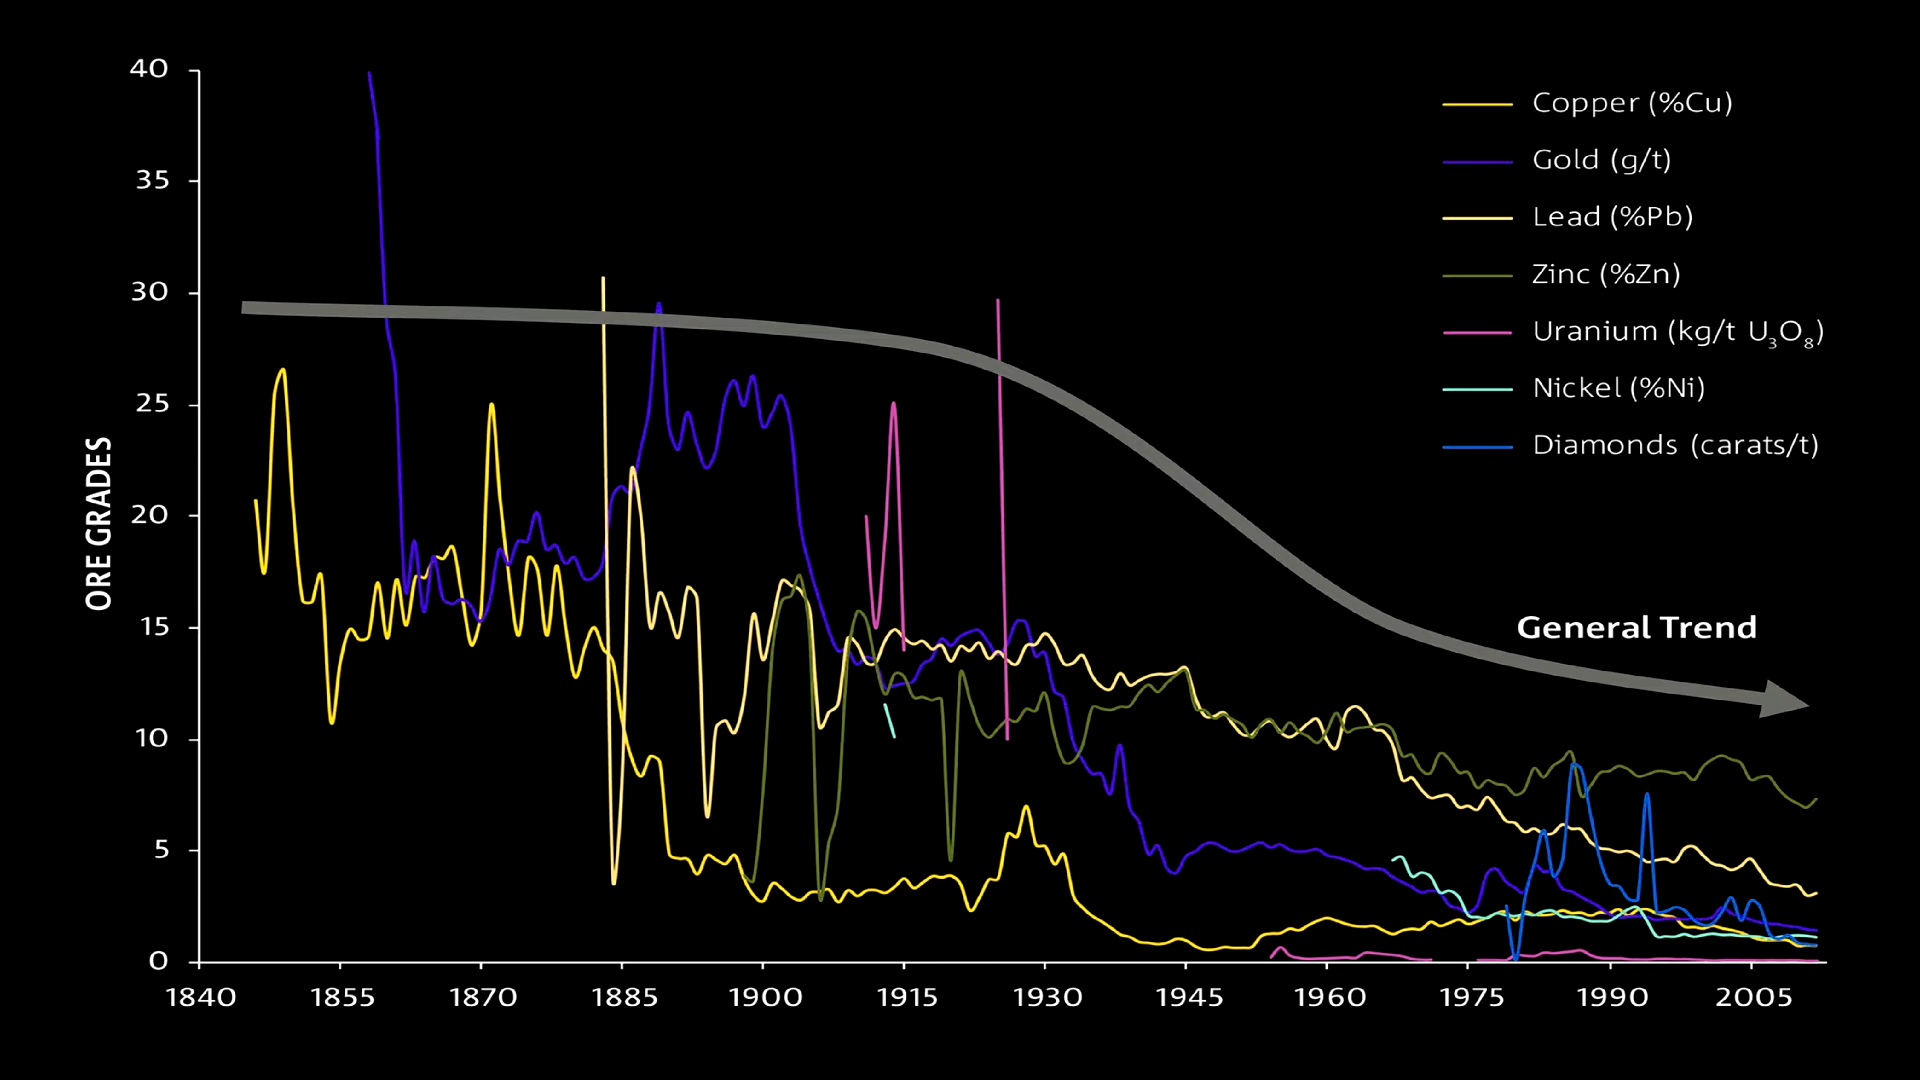 40
35
30
25
20
15
10
5
0
ORE GRADES
1840 1855 1870 1885 1900 1915 1930 1945 1960 1975 1990 2005
Copper (%Cu)
Gold (g/t)
Lead (%Pb)
Zinc (%Zn)
Uranium (kg/t U₃O₈)
Nickel (%Ni)
Diamonds (carats/t)
General Trend